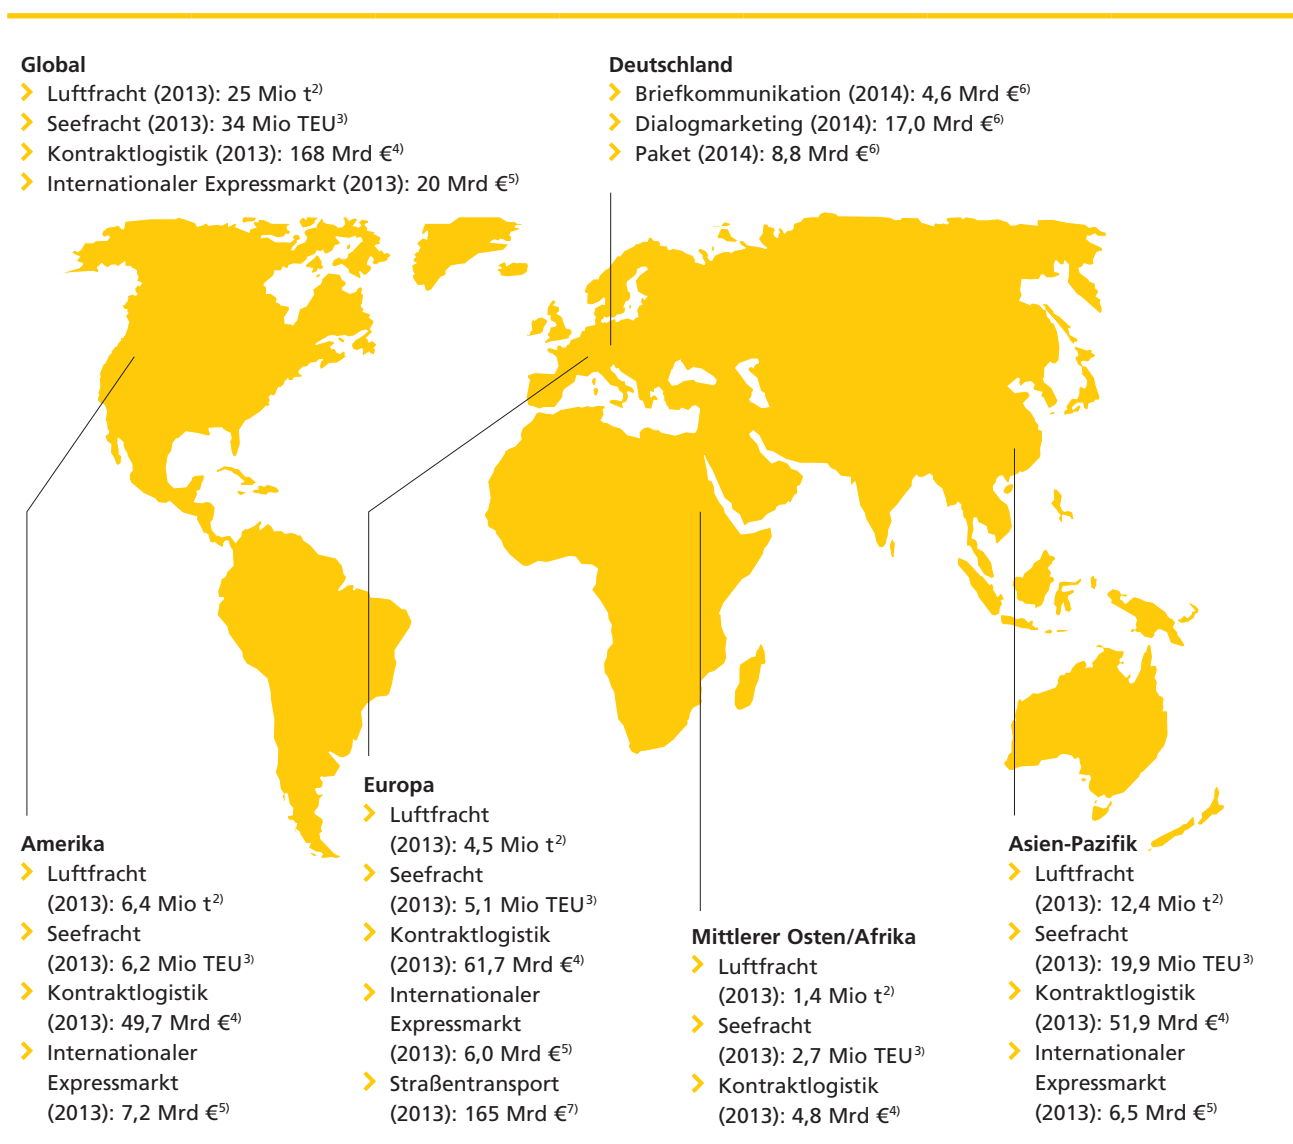 Global
Luftfracht (2013): 25 Mio t2)
Seefracht (2013): 34 Mio TEU3)
Kontraktlogistik (2013): 168 Mrd €4)
Internationaler Expressmarkt (2013): 20 Mrd €5)
Deutschland
Briefkommunikation (2014): 4,6 Mrd €6)
Dialogmarketing (2014): 17,0 Mrd €6)
Paket (2014): 8,8 Mrd €6)
Amerika
Luftfracht
(2013): 6,4 Mio t2)
Seefracht
(2013): 6,2 Mio TEU3)
Kontraktlogistik
(2013): 49,7 Mrd €4)
Internationaler
Expressmarkt
(2013): 7,2 Mrd €5)
Europa
Luftfracht
(2013): 4,5 Mio t2)
Seefracht
(2013): 5,1 Mio TEU3)
Kontraktlogistik
(2013): 61,7 Mrd €4)
Internationaler
Expressmarkt
(2013): 6,0 Mrd €5)
Straßentransport
(2013): 165 Mrd €7)
Mittlerer Osten/Afrika
Luftfracht
(2013): 1,4 Mio t2)
Seefracht
(2013): 2,7 Mio TEU3)
Kontraktlogistik
(2013): 4,8 Mrd €4)
Asien-Pazifik
Luftfracht
(2013): 12,4 Mio t2)
Seefracht
(2013): 19,9 Mio TEU3)
Kontraktlogistik
(2013): 51,9 Mrd €4)
Internationaler
Expressmarkt
(2013): 6,5 Mrd €5)